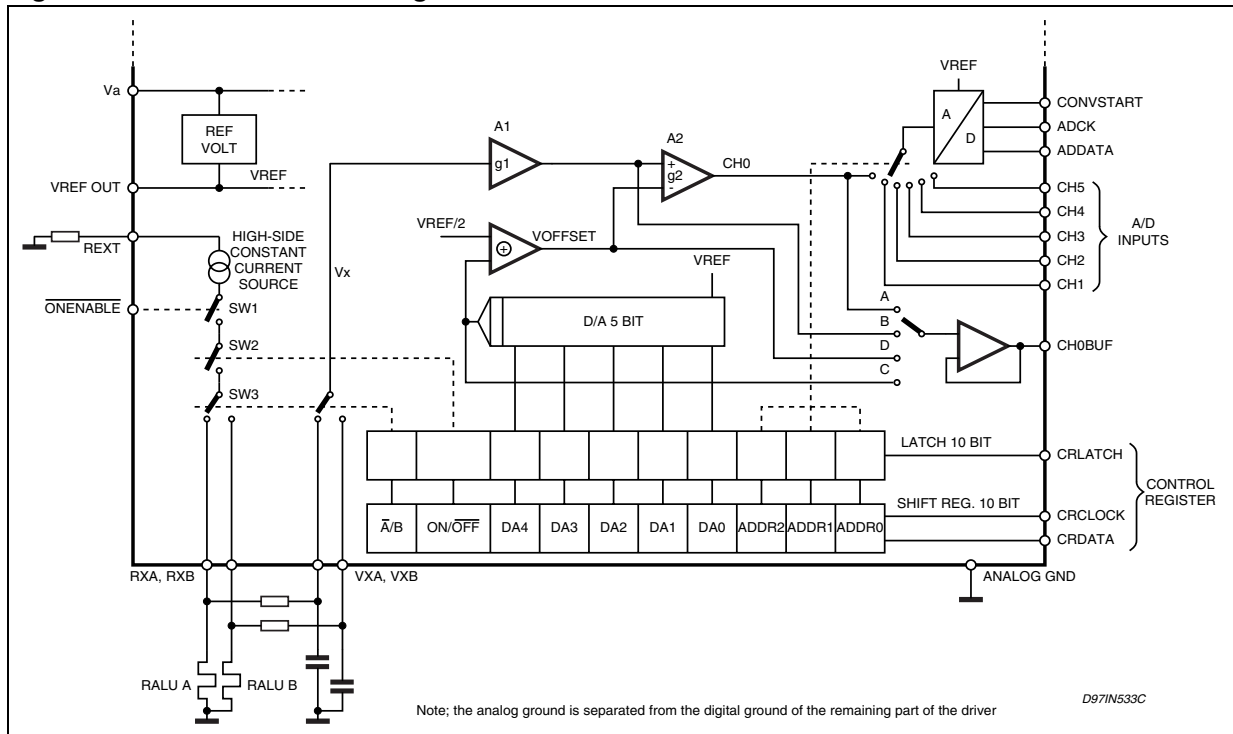 Va
REF
VOLT
VREF
VREF OUT
REXT
HIGH-SIDE
CONSTANT
CURRENT
SOURCE
ONENABLE
SW1
SW2
SW3
Vx
A1
g1
A2
+
g2
-
CH0
VREF/2
+
VOFFSET
VREF
D/A 5 BIT
VREF
A
D
CONVSTART
ADCK
ADDATA
CH5
CH4
CH3
CH2
CH1
A/D
INPUTS
A
B
D
C
CH0BUF
LATCH 10 BIT
CRLATCH
SHIFT REG. 10 BIT
CRCLOCK
CRDATA
CONTROL
REGISTER
A̅/B
ON/O̅F̅F̅
DA4
DA3
DA2
DA1
DA0
ADDR2
ADDR1
ADDR0
RXA, RXB
VXA, VXB
ANALOG GND
RALU A
RALU B
Note; the analog ground is separated from the digital ground of the remaining part of the driver
D97IN533C